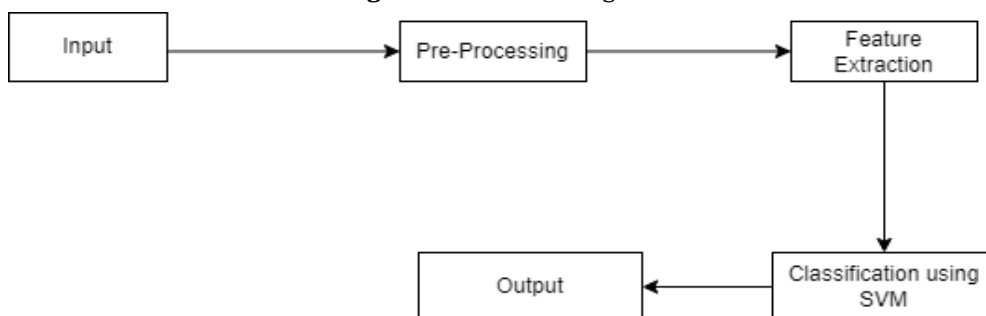 Input
Pre-Processing
Feature
Extraction
Classification using
SVM
Output